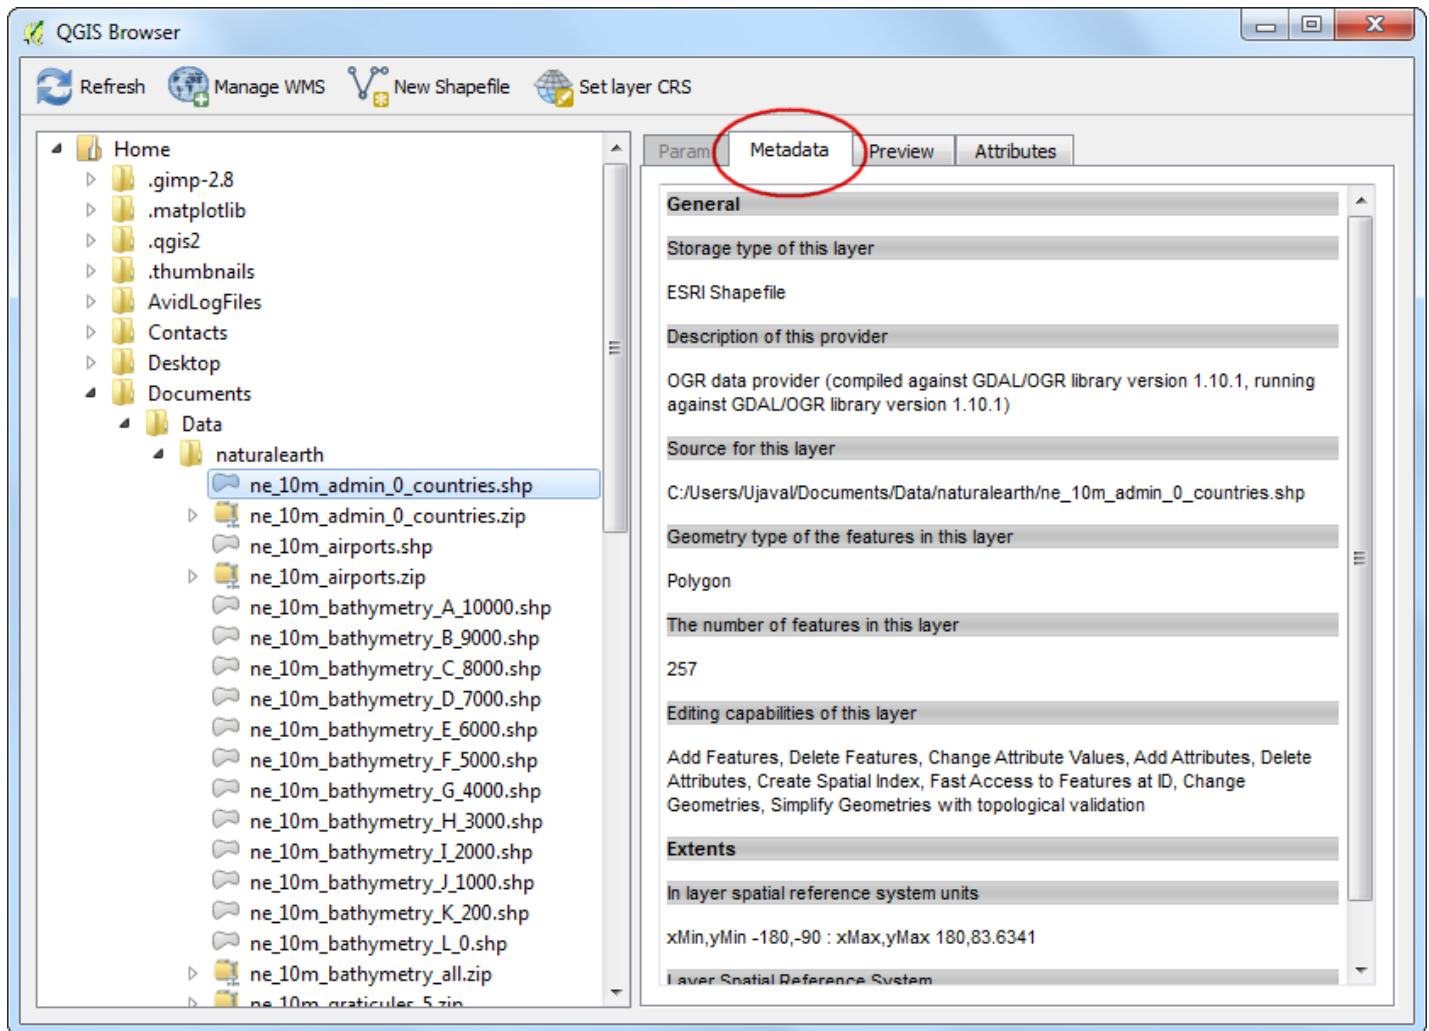 QGIS Browser
Refresh
Manage WMS
New Shapefile
Set layer CRS
Home
.gimp-2.8
.matplotlib
.qgis2
.thumbnails
AvidLogFiles
Contacts
Desktop
Documents
Data
naturalearth
ne_10m_admin_0_countries.shp
ne_10m_admin_0_countries.zip
ne_10m_airports.shp
ne_10m_airports.zip
ne_10m_bathymetry_A_10000.shp
ne_10m_bathymetry_B_9000.shp
ne_10m_bathymetry_C_8000.shp
ne_10m_bathymetry_D_7000.shp
ne_10m_bathymetry_E_6000.shp
ne_10m_bathymetry_F_5000.shp
ne_10m_bathymetry_G_4000.shp
ne_10m_bathymetry_H_3000.shp
ne_10m_bathymetry_I_2000.shp
ne_10m_bathymetry_J_1000.shp
ne_10m_bathymetry_K_200.shp
ne_10m_bathymetry_L_0.shp
ne_10m_bathymetry_all.zip
ne_10m_graticules_5.zip
Param
Metadata
Preview
Attributes
General
Storage type of this layer
ESRI Shapefile
Description of this provider
OGR data provider (compiled against GDAL/OGR library version 1.10.1, running
against GDAL/OGR library version 1.10.1)
Source for this layer
C:/Users/Ujaval/Documents/Data/naturalearth/ne_10m_admin_0_countries.shp
Geometry type of the features in this layer
Polygon
The number of features in this layer
257
Editing capabilities of this layer
Add Features, Delete Features, Change Attribute Values, Add Attributes, Delete
Attributes, Create Spatial Index, Fast Access to Features at ID, Change
Geometries, Simplify Geometries with topological validation
Extents
In layer spatial reference system units
xMin,yMin -180,-90 : xMax,yMax 180,83.6341
Layer Spatial Reference System